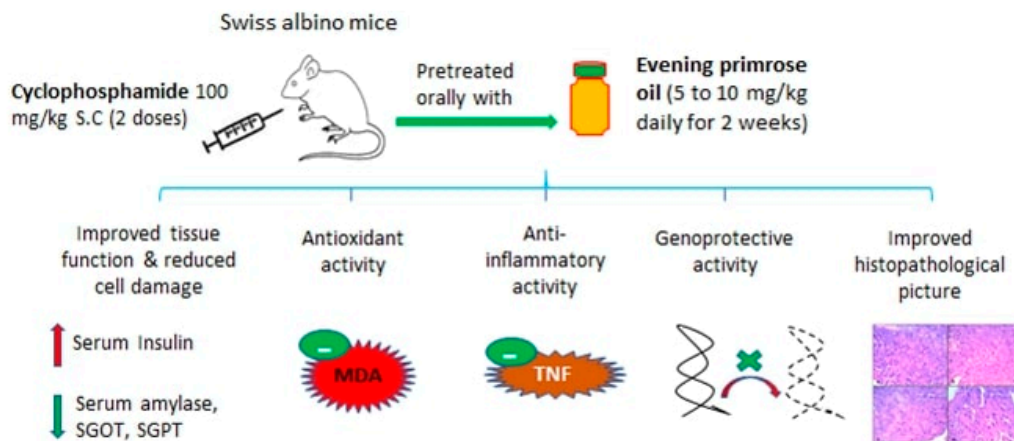 Swiss albino mice
Cyclophosphamide 100
mg/kg S.C (2 doses)
Pretreated
orally with
Evening primrose
oil (5 to 10 mg/kg
daily for 2 weeks)
Improved tissue
function & reduced
cell damage
Serum Insulin
Serum amylase,
SGOT, SGPT
Antioxidant
activity
MDA
Anti-
inflammatory
activity
TNF
Genoprotective
activity
Improved
histopathological
picture